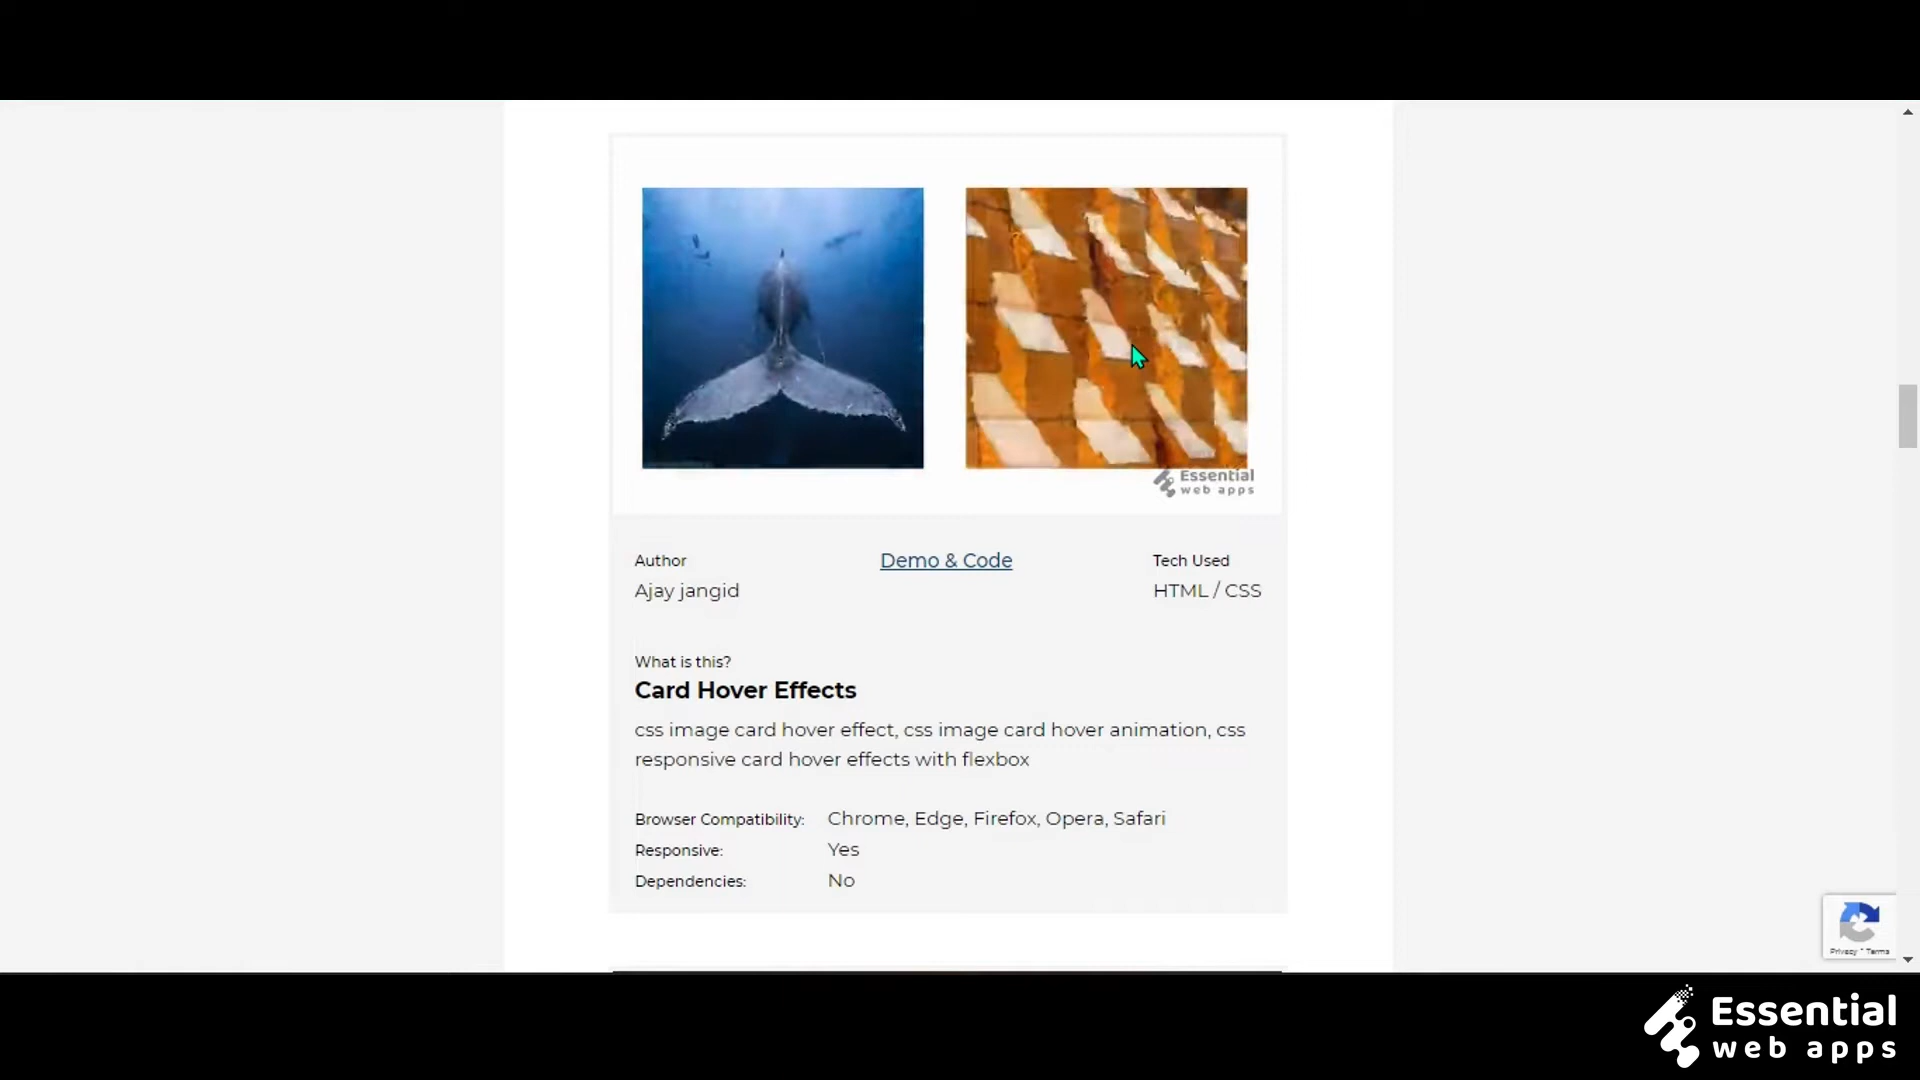 Essential
web apps
Author
Demo & Code
Tech Used
Ajay jangid
HTML / CSS
What is this?
Card Hover Effects
css image card hover effect, css image card hover animation, css
responsive card hover effects with flexbox
Browser Compatibility: Chrome, Edge, Firefox, Opera, Safari
Responsive: Yes
Dependencies: No
Privacy - Terms
Essential
web apps